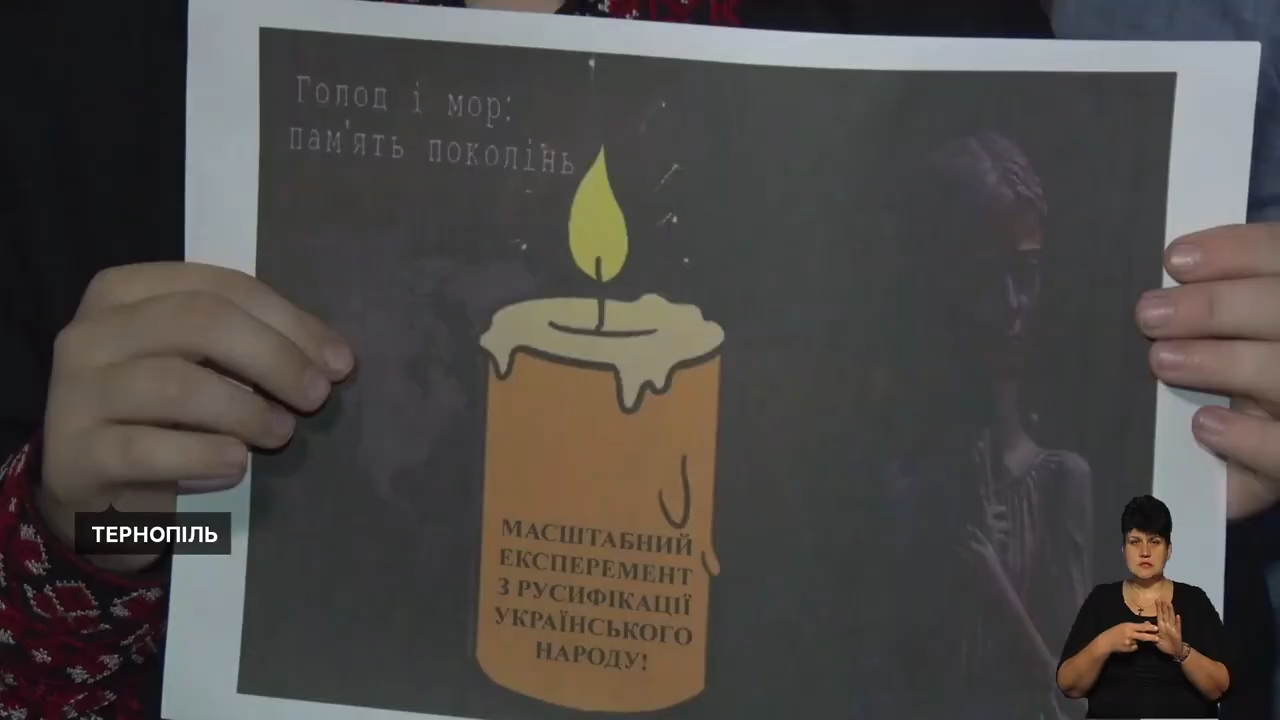 Голод і мор:
пам'ять поколінь
МАСШТАБНИЙ
ЕКСПЕРЕМЕНТ
З РУСИФІКАЦІЇ
УКРАЇНСЬКОГО
НАРОДУ!
ТЕРНОПІЛЬ